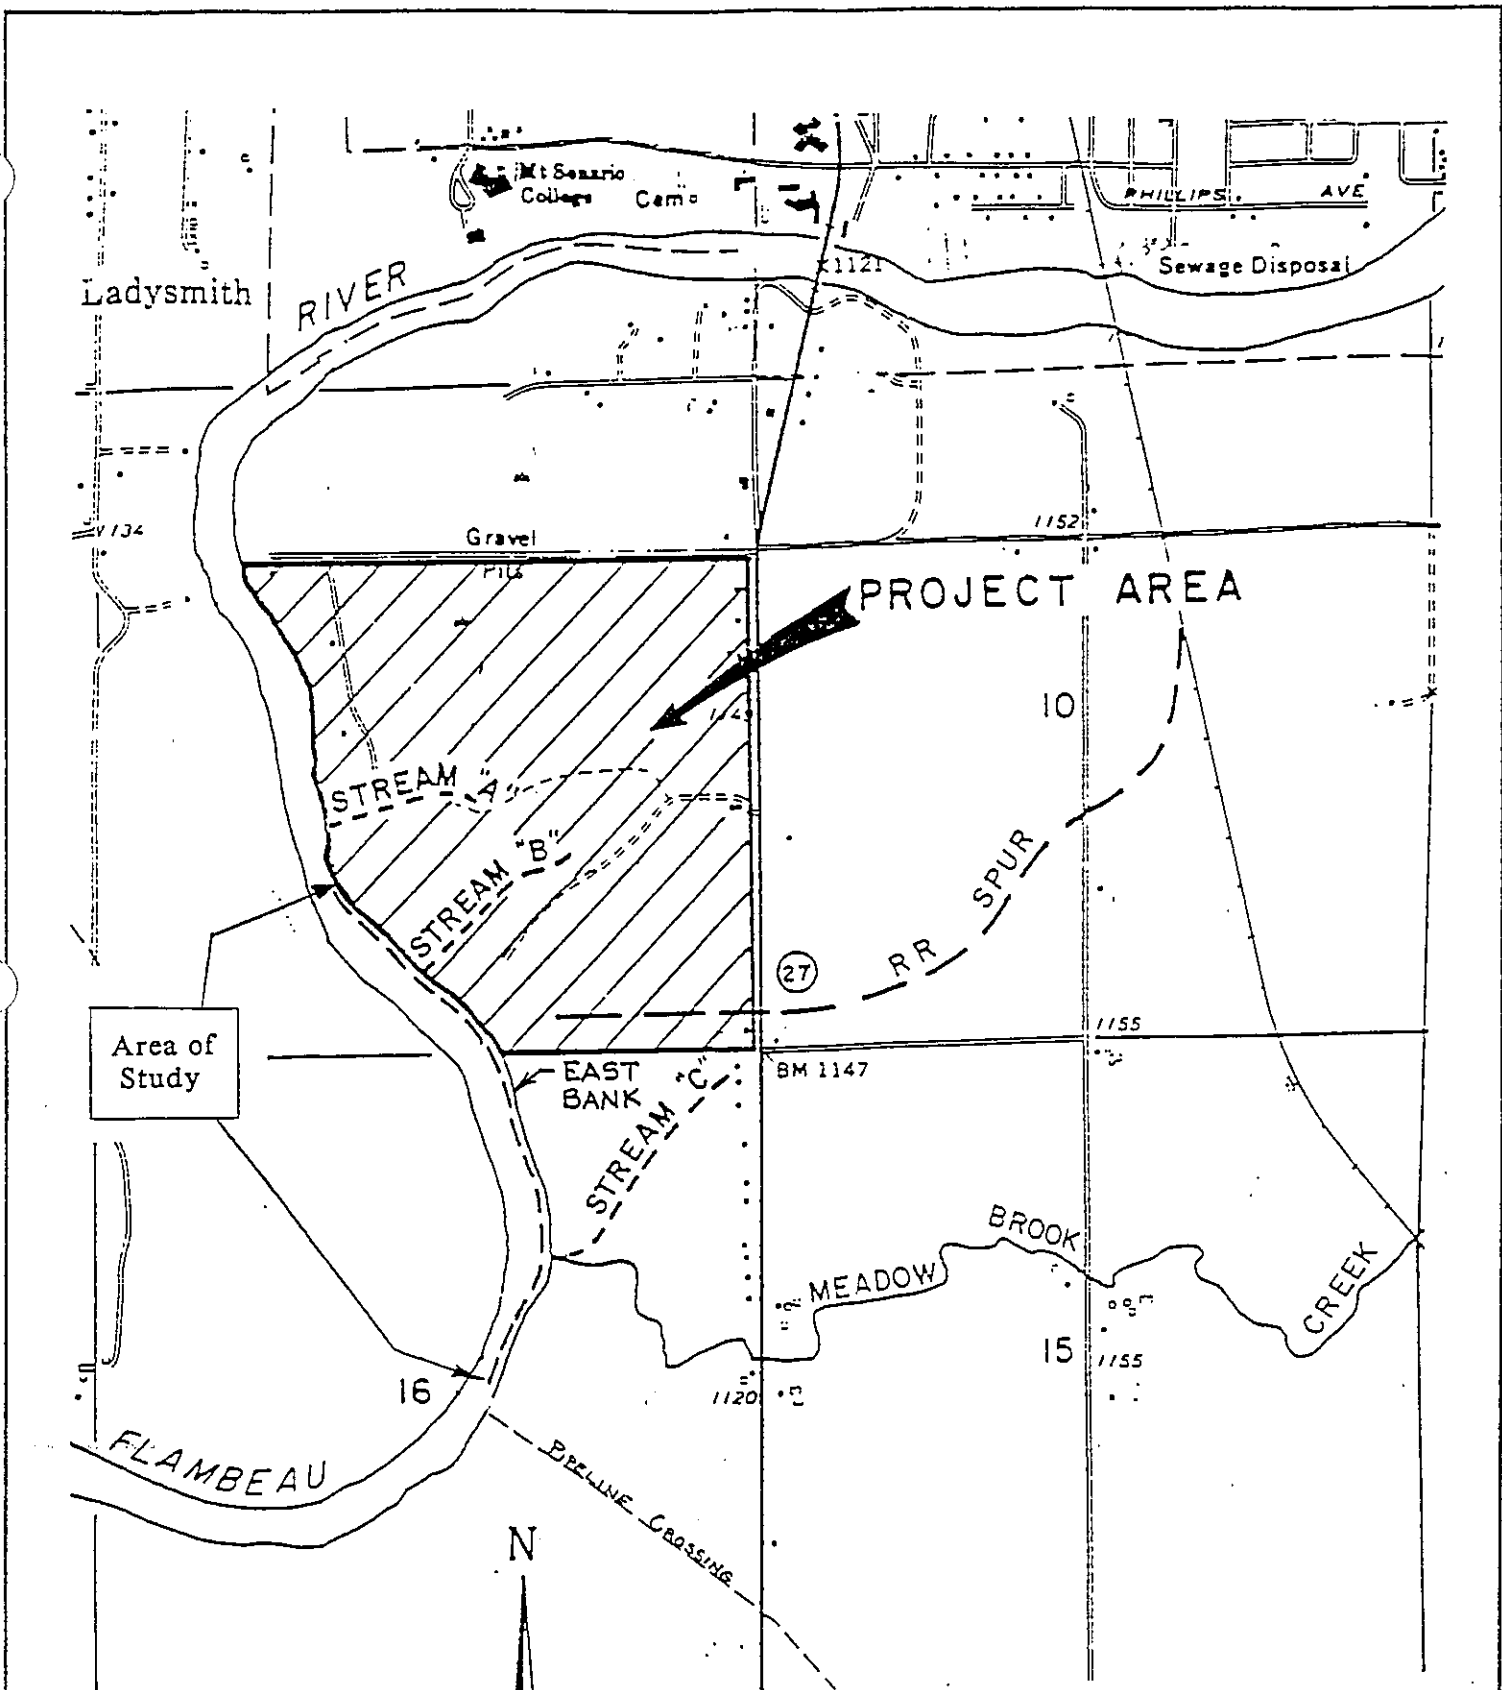 Mt Senario
College
Camp
PHILLIPS
AVE
Ladysmith
RIVER
1121
Sewage Disposal
1134
Gravel
Pits
1152
PROJECT AREA
10
STREAM "A"
STREAM "B"
RR SPUR
27
Area of
Study
1155
EAST
BANK
BM 1147
STREAM "C"
BROOK
MEADOW
CREEK
15
1155
16
1120
FLAMBEAU
PIPELINE CROSSING
N